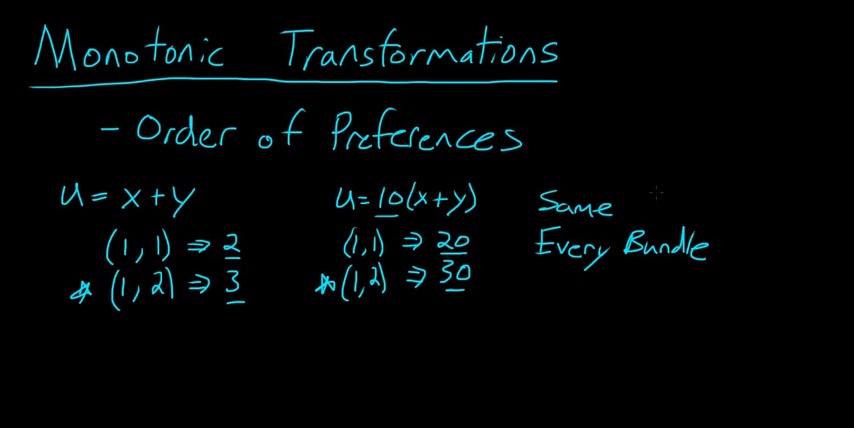 Monotonic Transformations
- Order of Preferences
u = x + y u = 10(x+y) Same
(1, 1) ⇒ 2 (1,1) ⇒ 20 Every Bundle
☆ (1, 2) ⇒ 3 ☆ (1,2) ⇒ 30